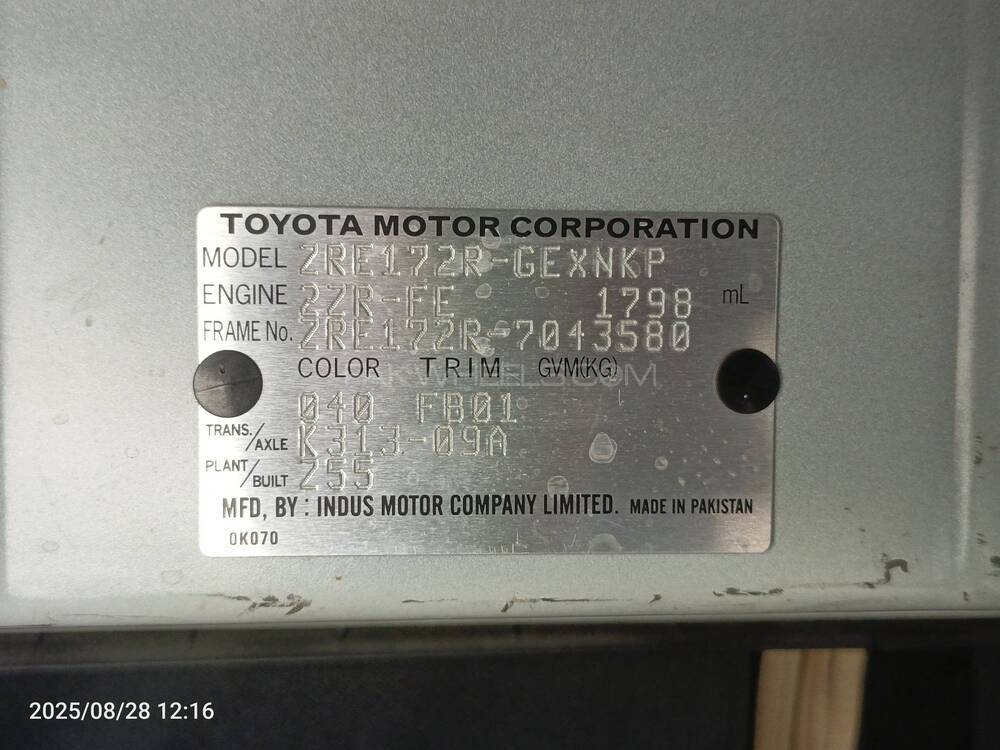 TOYOTA MOTOR CORPORATION
MODEL ZRE172R-GEXNKP
ENGINE 2ZR-FE 1798 mL
FRAME No. ZRE172R-7043580
COLOR TRIM GVM(KG)
040 FB01
TRANS./AXLE K313-09A
PLANT/BUILT Z55
MFD, BY : INDUS MOTOR COMPANY LIMITED. MADE IN PAKISTAN
0K070
2025/08/28 12:16